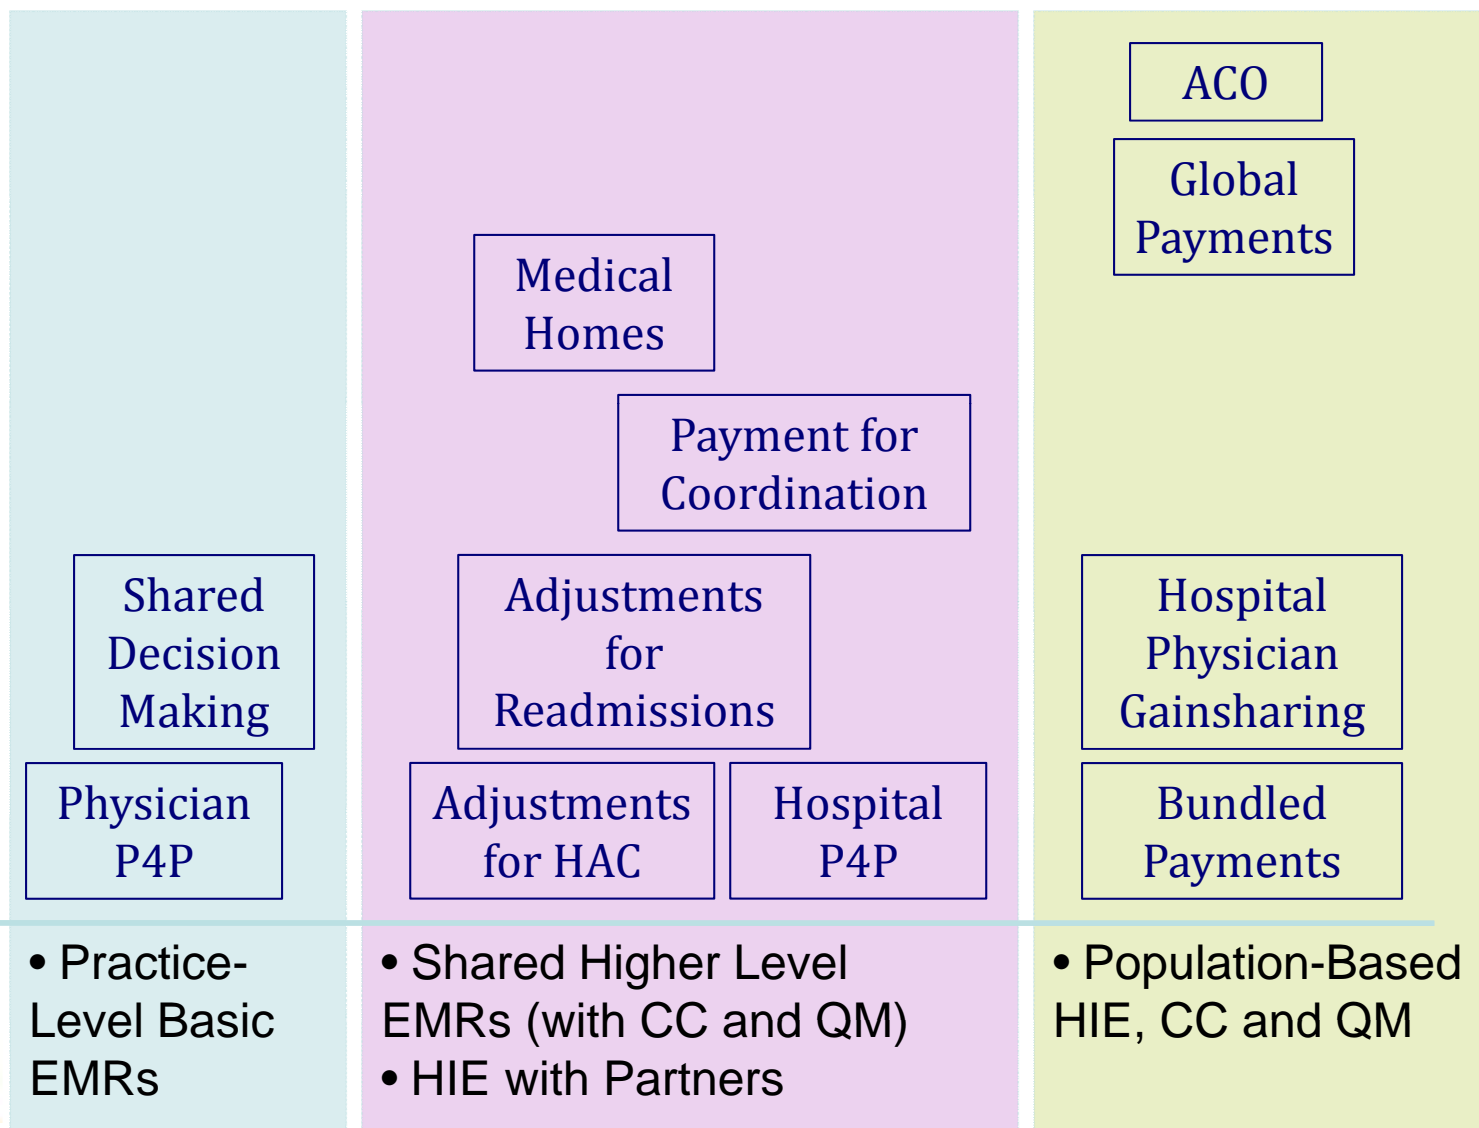 ACO
Global
Payments
Medical
Homes
Payment for
Coordination
Shared
Decision
Making
Adjustments
for
Readmissions
Hospital
Physician
Gainsharing
Physician
P4P
Adjustments
for HAC
Hospital
P4P
Bundled
Payments
• Practice-
Level Basic
EMRs
• Shared Higher Level
EMRs (with CC and QM)
• HIE with Partners
• Population-Based
HIE, CC and QM